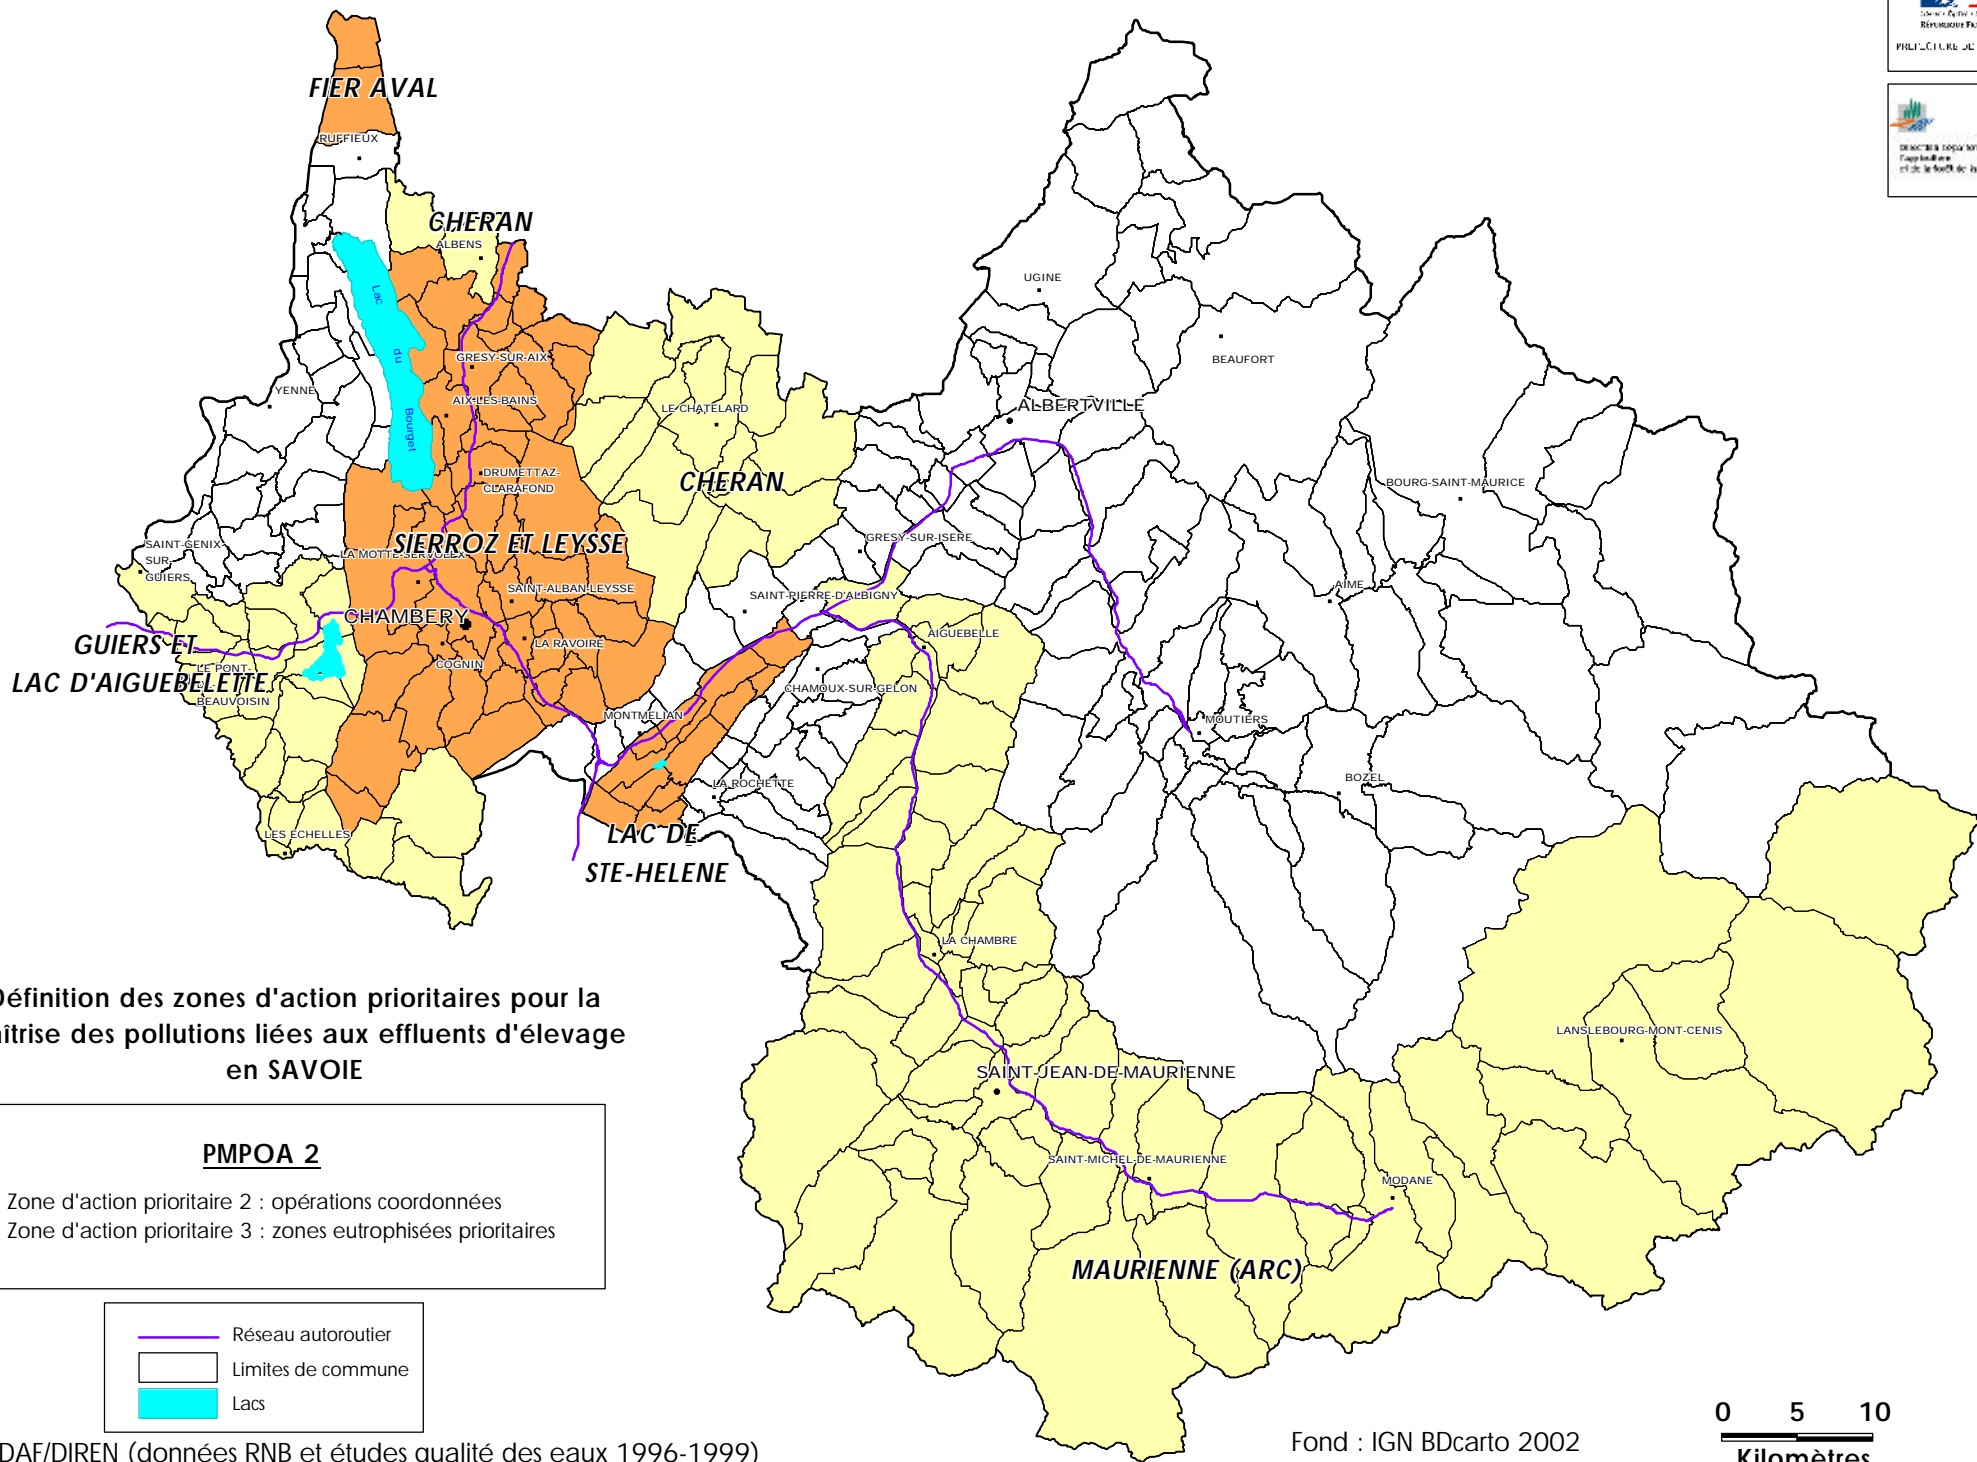 FIER AVAL
RUFFIEUX
CHERAN
ALBENS
Lac
du
Bourget
GRESY-SUR-AIX
AIX-LES-BAINS
YENNE
DRUMETTAZ-
CLARAFOND
LE CHATELARD
CHERAN
UGINE
BEAUFORT
ALBERTVILLE
BOURG-SAINT-MAURICE
GRESY-SUR-ISERE
SAINT-GENIX-
SUR-
GUIERS
LA MOTTE-SERVOLEX
SIERROZ ET LEYSSE
SAINT-ALBAN-LEYSSE
CHAMBERY
SAINT-PIERRE-D'ALBIGNY
AIME
AIGUEBELLE
GUIERS ET
LAC D'AIGUEBELETTE
LE PONT-
BEAUVOISIN
COGNIN
LA RAVOIRE
CHAMOUX-SUR-GELON
MONTMELIAN
MOUTIERS
BOZEL
LA ROCHETTE
LES ECHELLES
LAC DE
STE-HELENE
LA CHAMBRE
LANSLEBOURG-MONT-CENIS
SAINT-JEAN-DE-MAURIENNE
SAINT-MICHEL-DE-MAURIENNE
MODANE
MAURIENNE (ARC)
Définition des zones d'action prioritaires pour la
aîtrise des pollutions liées aux effluents d'élevage
en SAVOIE
PMPOA 2
Zone d'action prioritaire 2 : opérations coordonnées
Zone d'action prioritaire 3 : zones eutrophisées prioritaires
Réseau autoroutier
Limites de commune
Lacs
DAF/DIREN (données RNB et études qualité des eaux 1996-1999)
Fond : IGN BDcarto 2002
0 5 10
Kilomètres